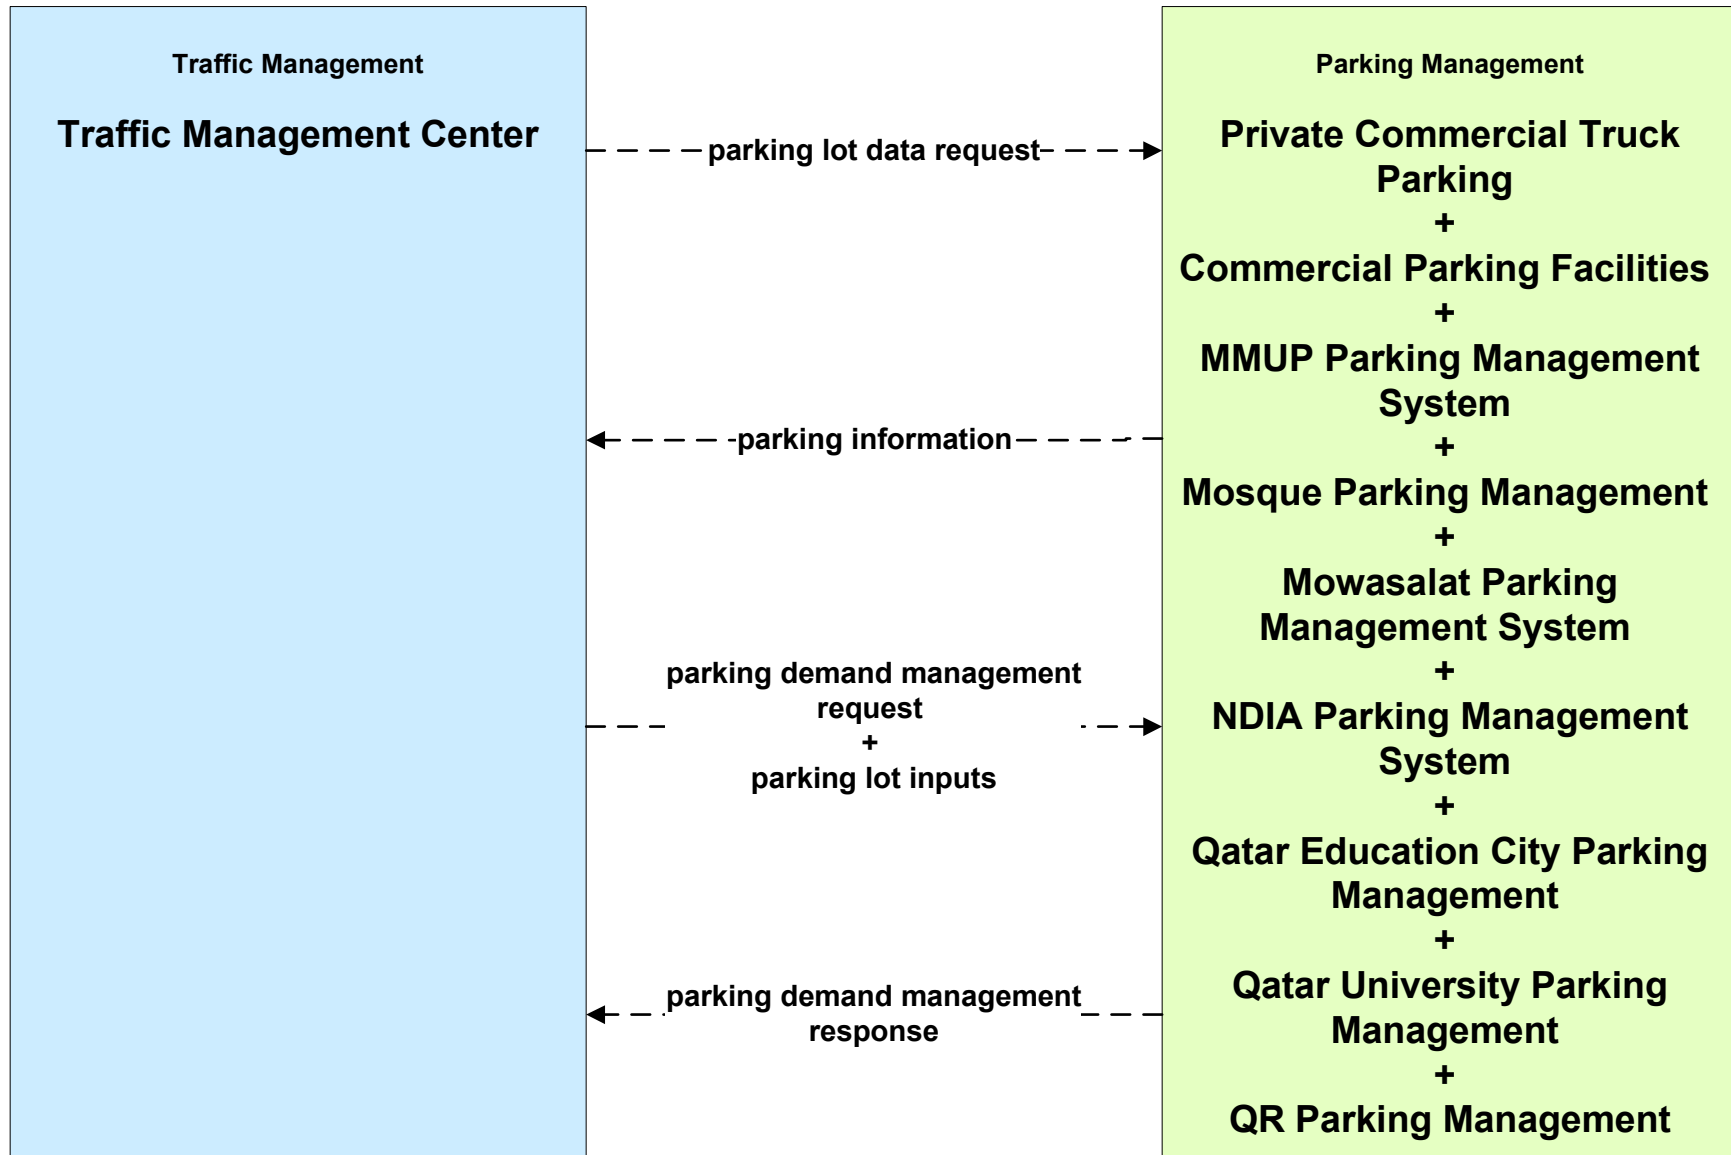 Traffic Management
Traffic Management Center
parking lot data request
parking information
parking demand management
request
+
parking lot inputs
parking demand management
response
Parking Management
Private Commercial Truck
Parking
+
Commercial Parking Facilities
+
MMUP Parking Management
System
+
Mosque Parking Management
+
Mowasalat Parking
Management System
+
NDIA Parking Management
System
+
Qatar Education City Parking
Management
+
Qatar University Parking
Management
+
QR Parking Management